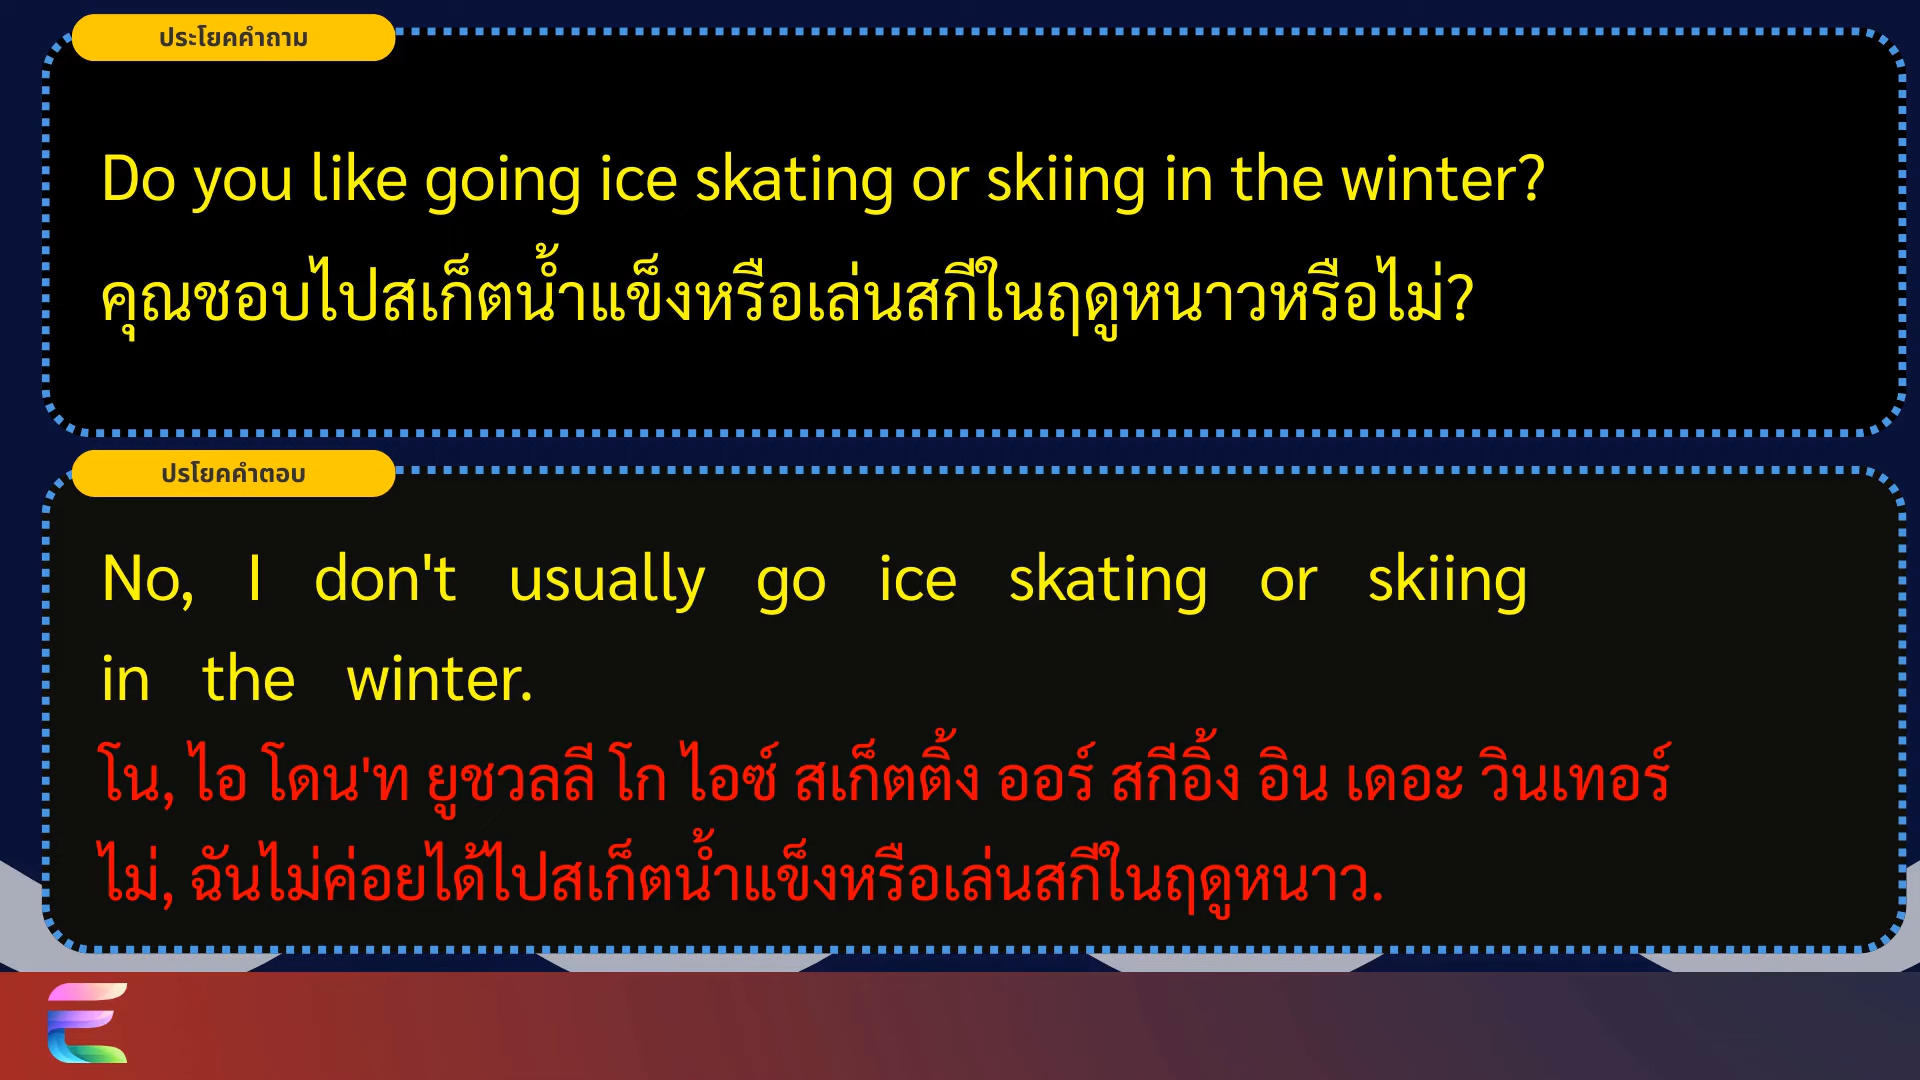 ประโยคคำถาม
Do you like going ice skating or skiing in the winter?
คุณชอบไปสเก็ตน้ำแข็งหรือเล่นสกีในฤดูหนาวหรือไม่?
ปรโยคคำตอบ
No, I don't usually go ice skating or skiing
in the winter.
โน, ไอ โดน'ท ยูชวลลี โก ไอซ์ สเก็ตติ้ง ออร์ สกีอิ้ง อิน เดอะ วินเทอร์
ไม่, ฉันไม่ค่อยได้ไปสเก็ตน้ำแข็งหรือเล่นสกีในฤดูหนาว.